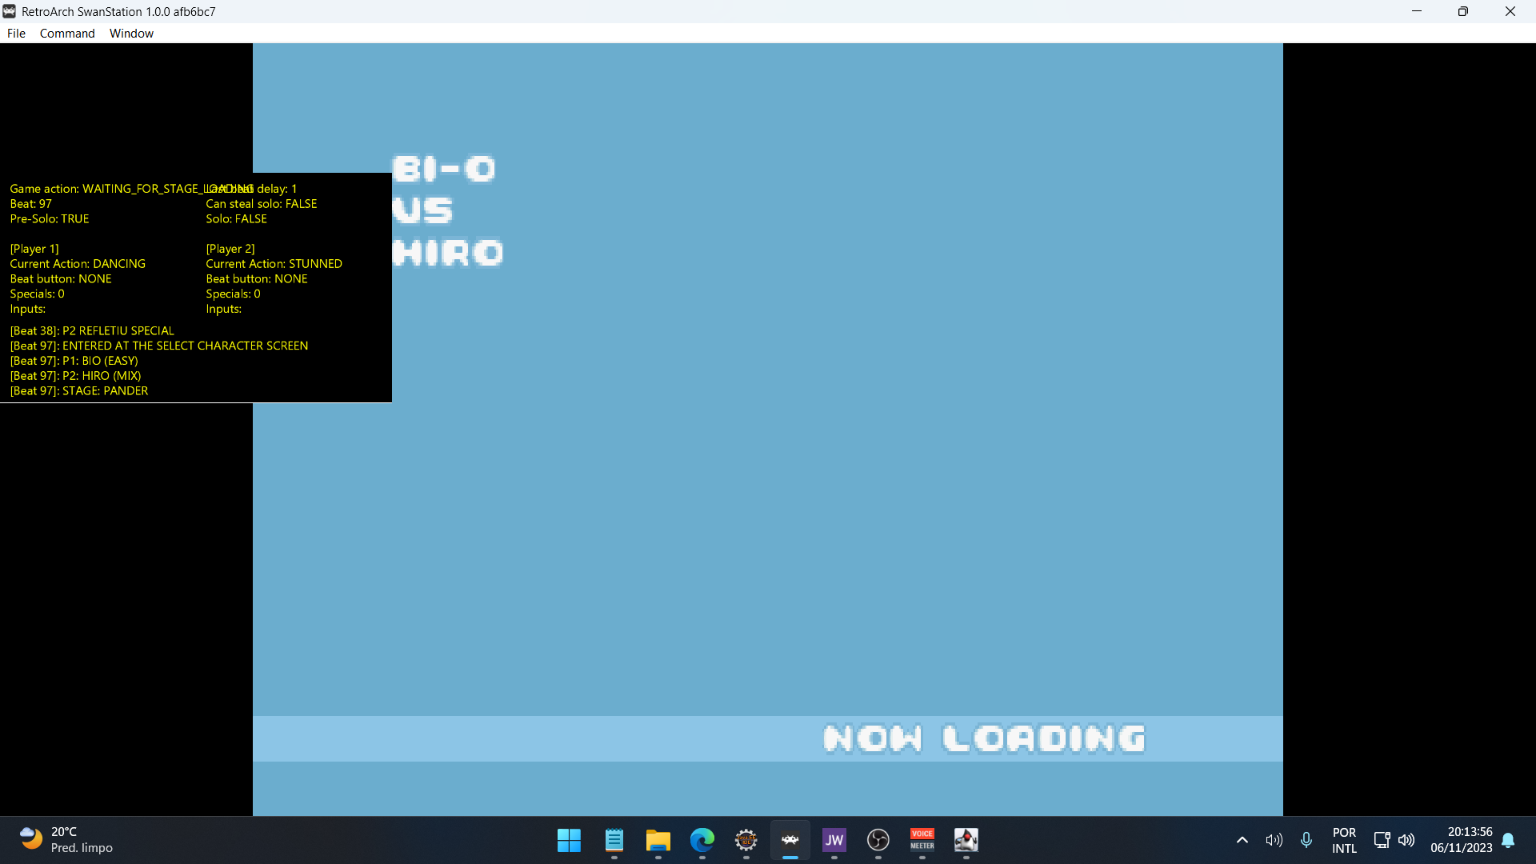 RetroArch SwanStation 1.0.0 afb6bc7
File Command Window
BI-O
VS
HIRO
Game action: WAITING_FOR_STAGE_LOADING Last beat delay: 1
Beat: 97 Can steal solo: FALSE
Pre-Solo: TRUE Solo: FALSE
[Player 1] [Player 2]
Current Action: DANCING Current Action: STUNNED
Beat button: NONE Beat button: NONE
Specials: 0 Specials: 0
Inputs: Inputs:
[Beat 38]: P2 REFLETIU SPECIAL
[Beat 97]: ENTERED AT THE SELECT CHARACTER SCREEN
[Beat 97]: P1: BIO (EASY)
[Beat 97]: P2: HIRO (MIX)
[Beat 97]: STAGE: PANDER
NOW LOADING
20°C
Pred. limpo
JW
VOICE
MEETER
POR
INTL
20:13:56
06/11/2023